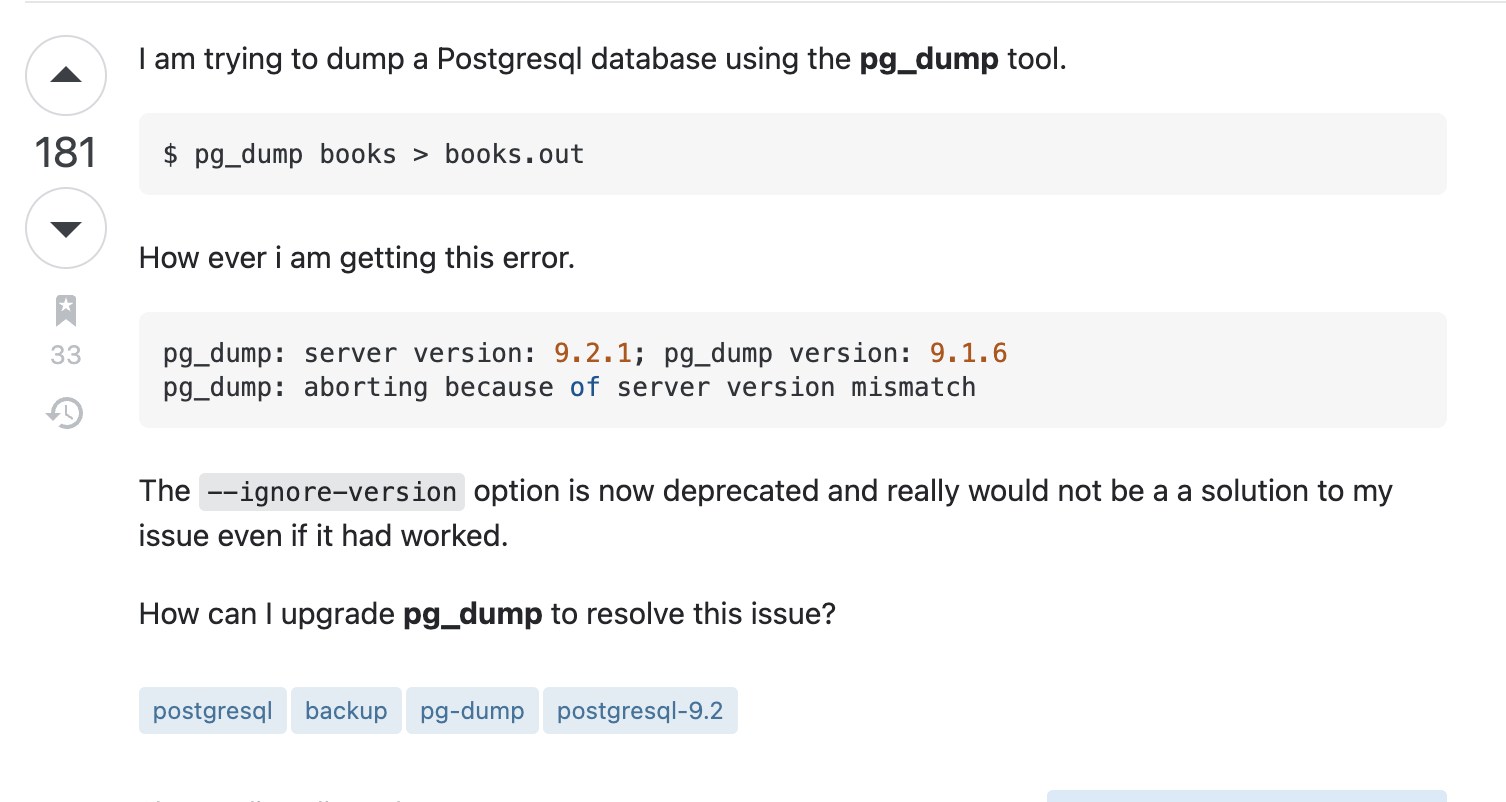 I am trying to dump a Postgresql database using the pg_dump tool.
181
$ pg_dump books > books.out
How ever i am getting this error.
33
pg_dump: server version: 9.2.1; pg_dump version: 9.1.6
pg_dump: aborting because of server version mismatch
The --ignore-version option is now deprecated and really would not be a a solution to my
issue even if it had worked.
How can I upgrade pg_dump to resolve this issue?
postgresql backup pg-dump postgresql-9.2